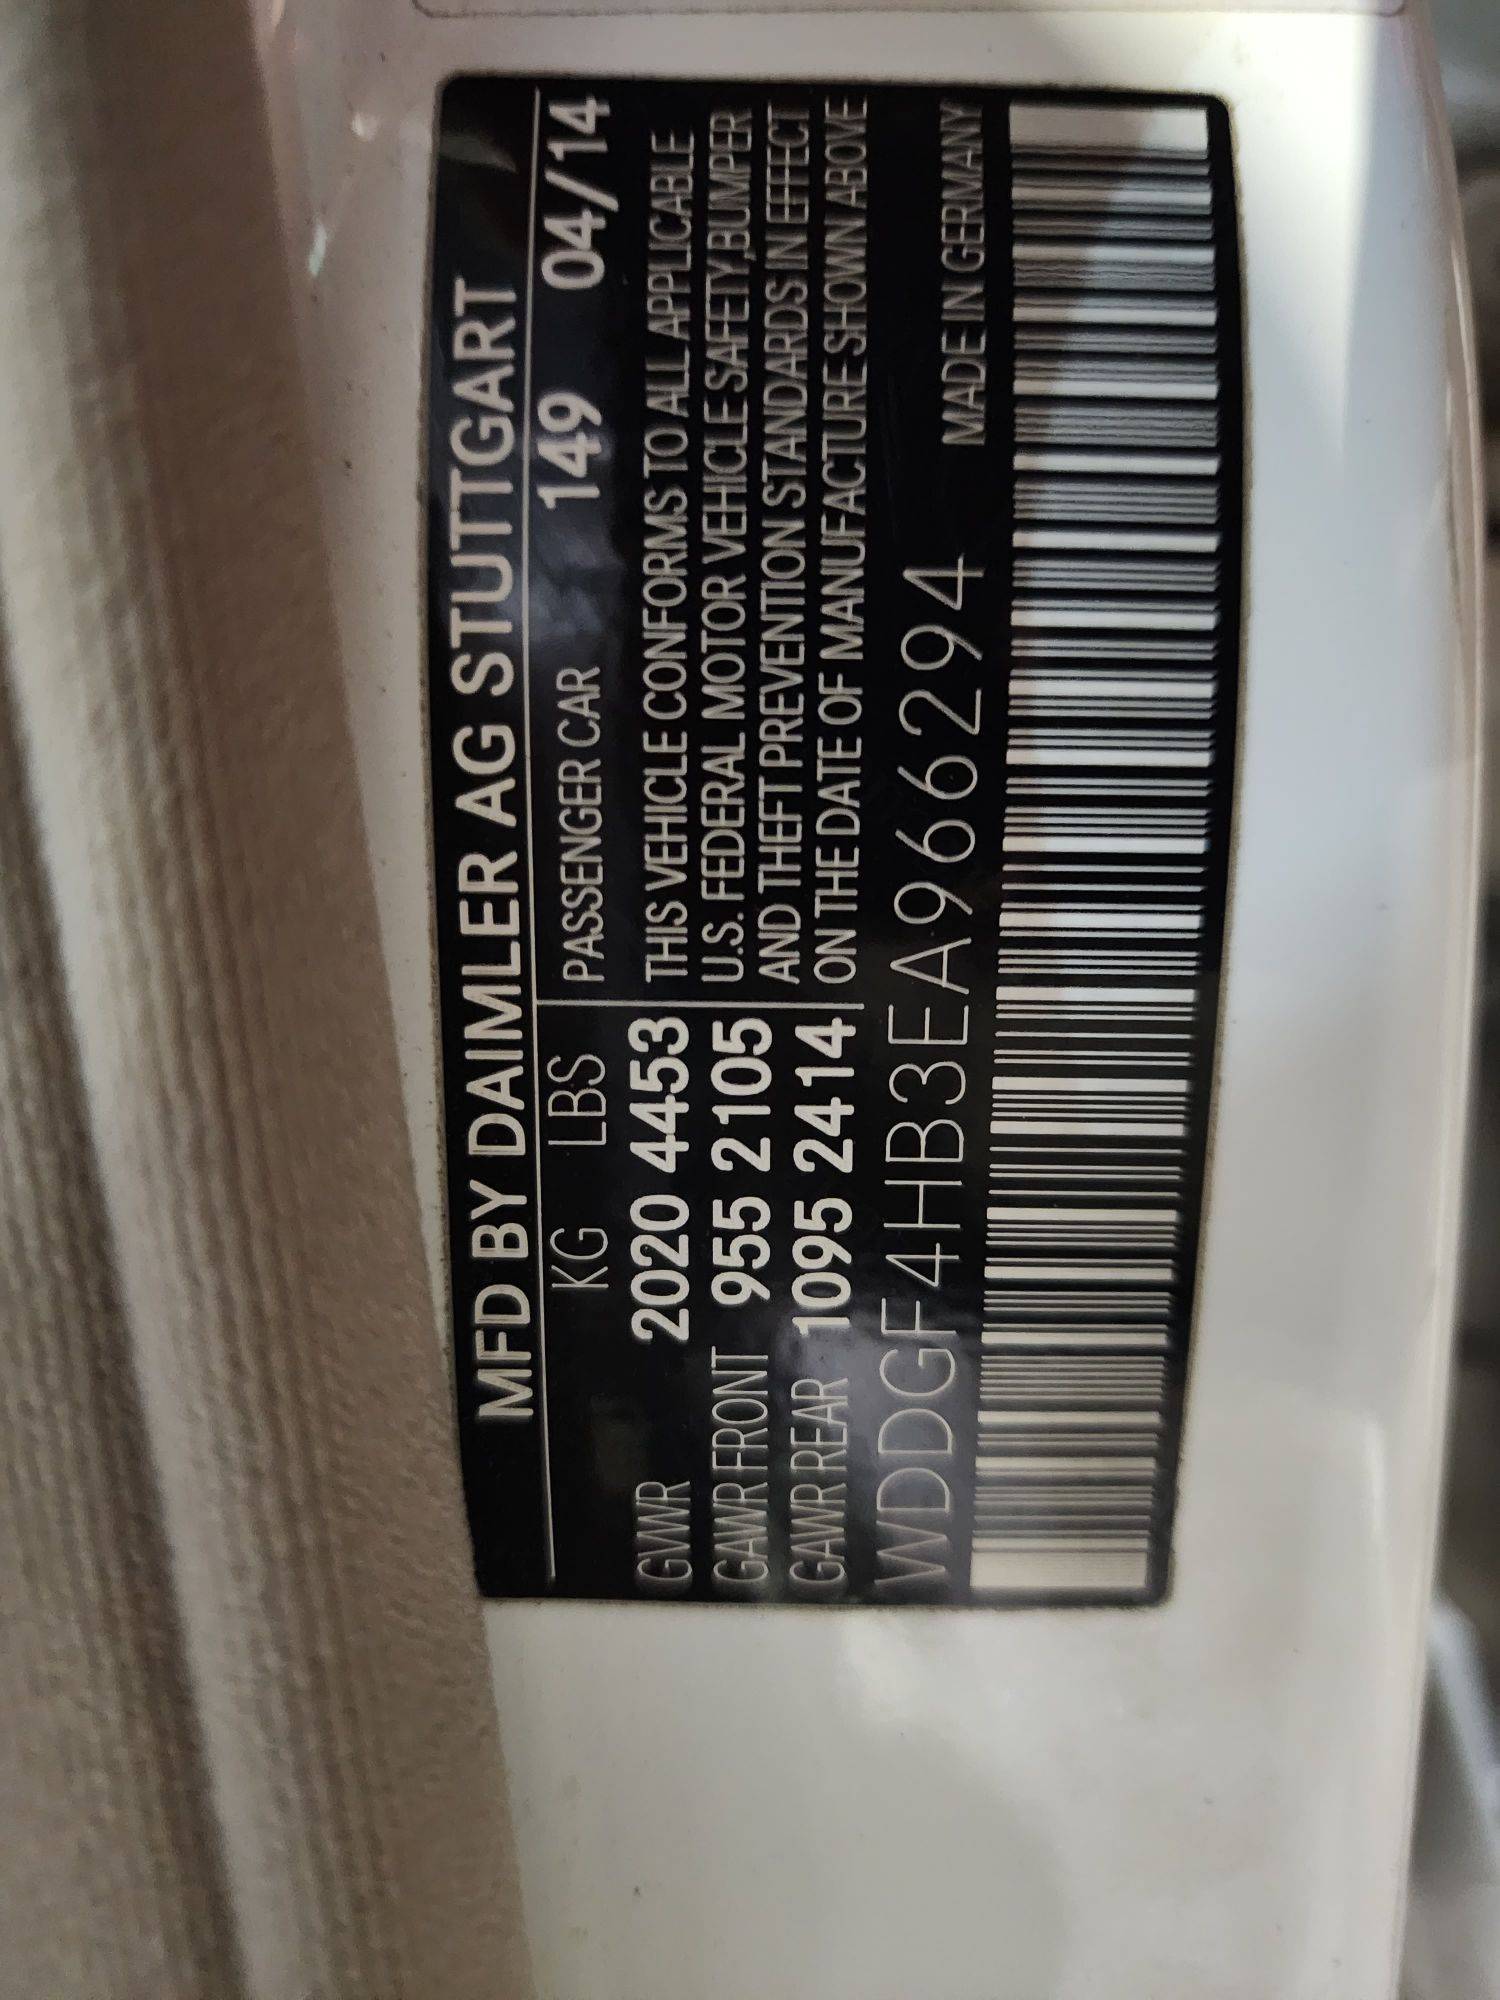 MFD BY DAIMLER AG STUTTGART
KG LBS PASSENGER CAR 149 04/14
GVWR 2020 4453 THIS VEHICLE CONFORMS TO ALL APPLICABLE
GAWR FRONT 955 2105 U.S. FEDERAL MOTOR VEHICLE SAFETY,BUMPER
GAWR REAR 1095 2414 AND THEFT PREVENTION STANDARDS IN EFFECT
ON THE DATE OF MANUFACTURE SHOWN ABOVE
WDDGF4HB3EA966294 MADE IN GERMANY